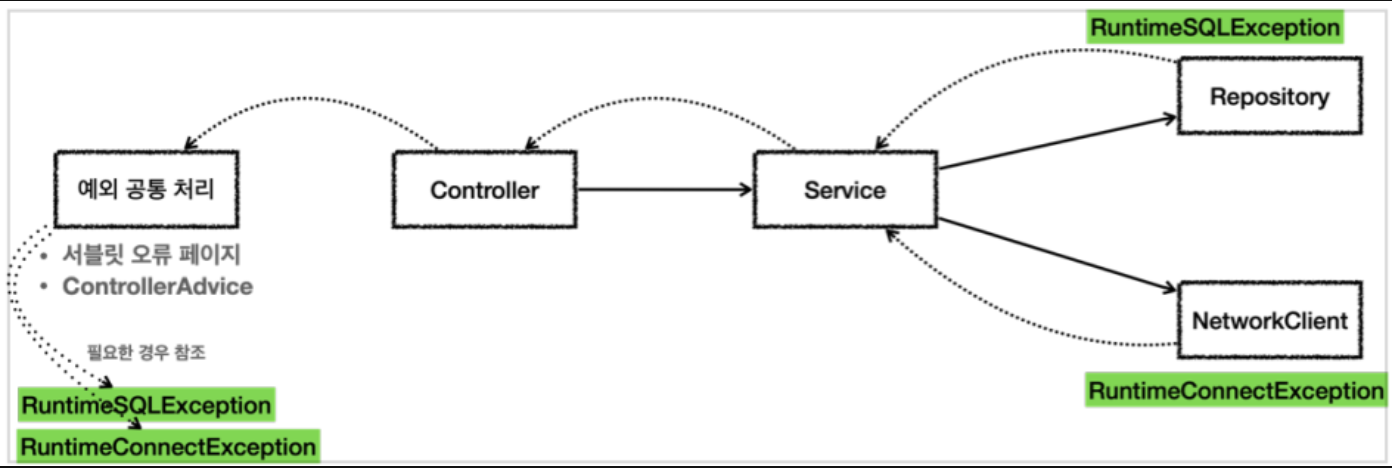 RuntimeSQLException
Repository
예외 공통 처리
Controller
Service
• 서블릿 오류 페이지
• ControllerAdvice
NetworkClient
필요한 경우 참조
RuntimeConnectException
RuntimeSQLException
RuntimeConnectException